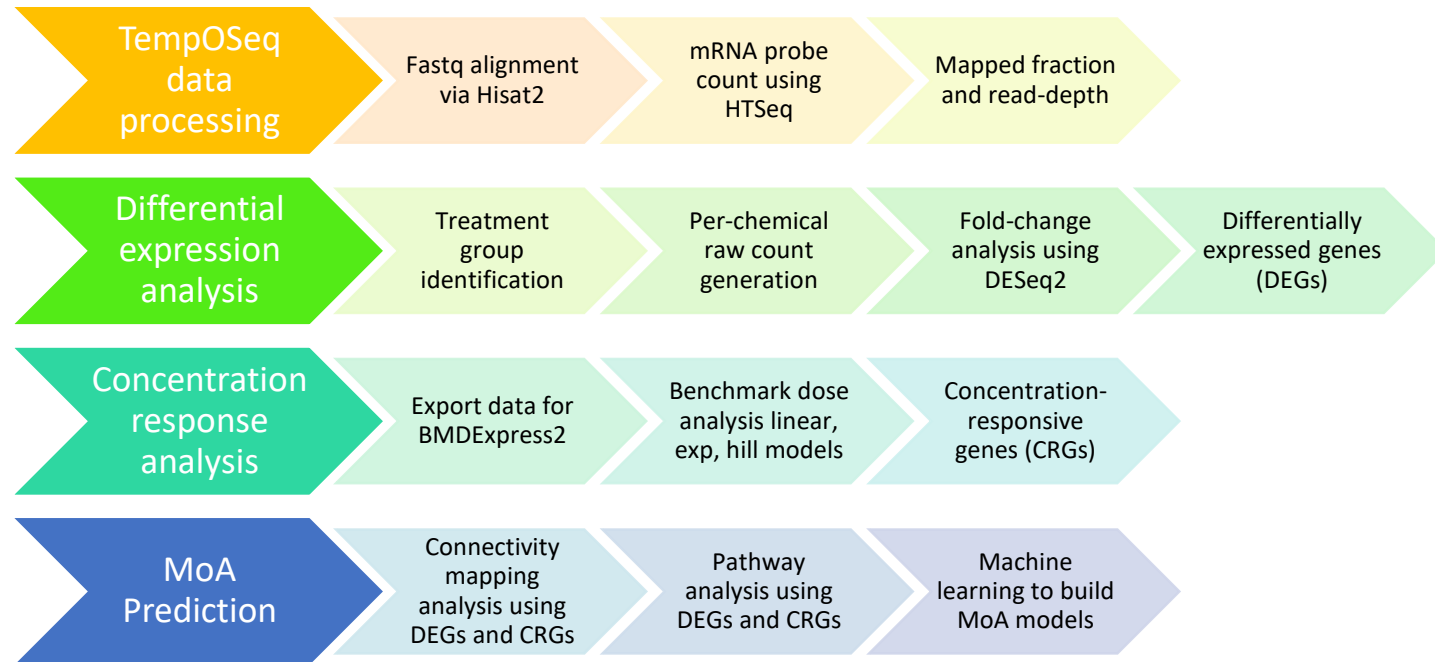 TempOSeq
data
processing
Fastq alignment
via Hisat2
mRNA probe
count using
HTSeq
Mapped fraction
and read-depth
Differential
expression
analysis
Treatment
group
identification
Per-chemical
raw count
generation
Fold-change
analysis using
DESeq2
Differentially
expressed genes
(DEGs)
Concentration
response
analysis
Export data for
BMDExpress2
Benchmark dose
analysis linear,
exp, hill models
Concentration-
responsive
genes (CRGs)
MoA
Prediction
Connectivity
mapping
analysis using
DEGs and CRGs
Pathway
analysis using
DEGs and CRGs
Machine
learning to build
MoA models